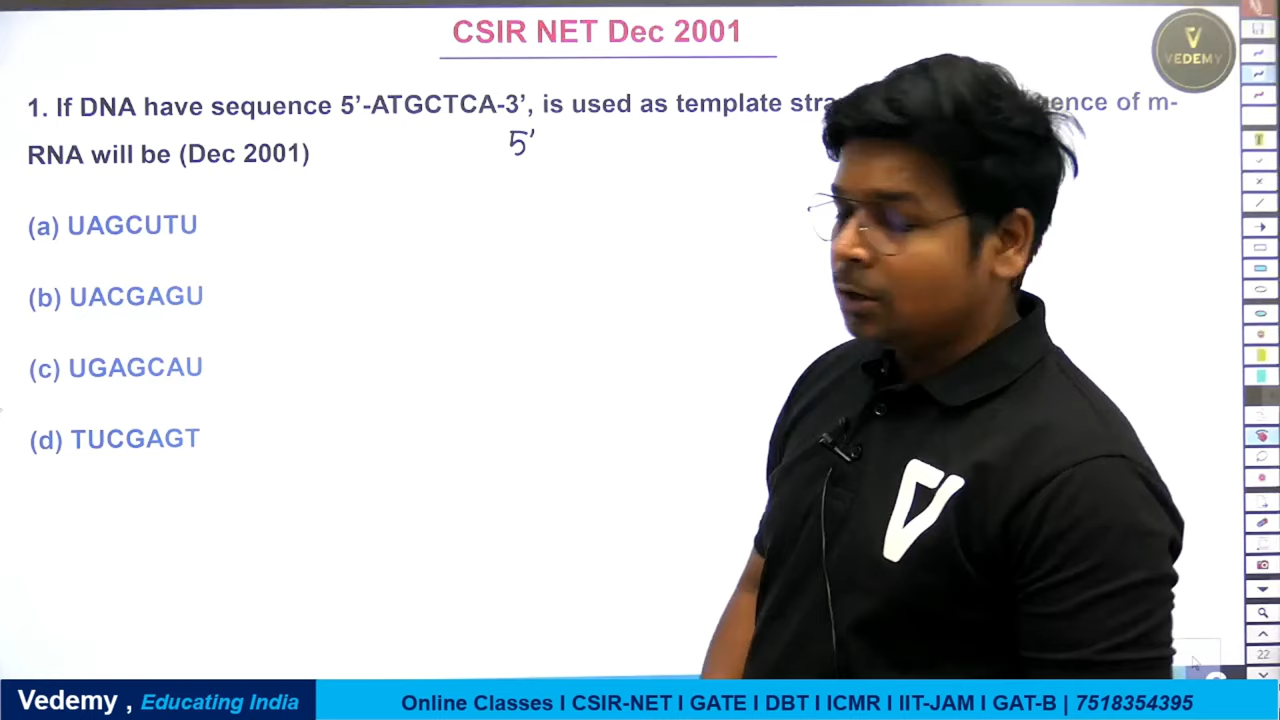 CSIR NET Dec 2001
VEDEMY
1. If DNA have sequence 5’-ATGCTCA-3’, is used as template of m-
5’
RNA will be (Dec 2001)
(a) UAGCUTU
(b) UACGAGU
(c) UGAGCAU
(d) TUCGAGT
22
Vedemy , Educating India
Online Classes I CSIR-NET I GATE I DBT I ICMR I IIT-JAM I GAT-B | 7518354395